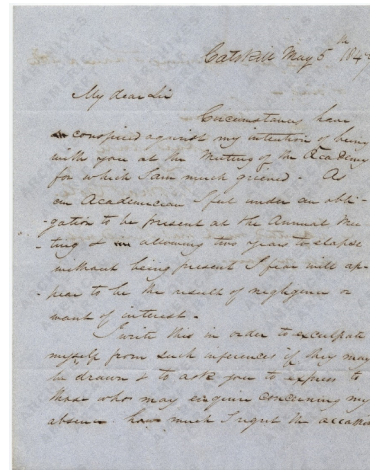 Catskill May 5th 184
My dear Sir
Circumstances have
conspired against my intention of being
with you at the Meeting of the Academy
for which I am much grieved. As
an Academician I feel under an obli-
-gation to be present at the Annual Mee-
-ting & in allowing two years to elapse
without being present I fear will ap-
-pear to be the result of negligence or
want of interest.
I write this in order to exculpate
myself from such inferences if they may
be drawn & to ask you to express to
those who may enquire concerning my
absence how much I regret the occasion